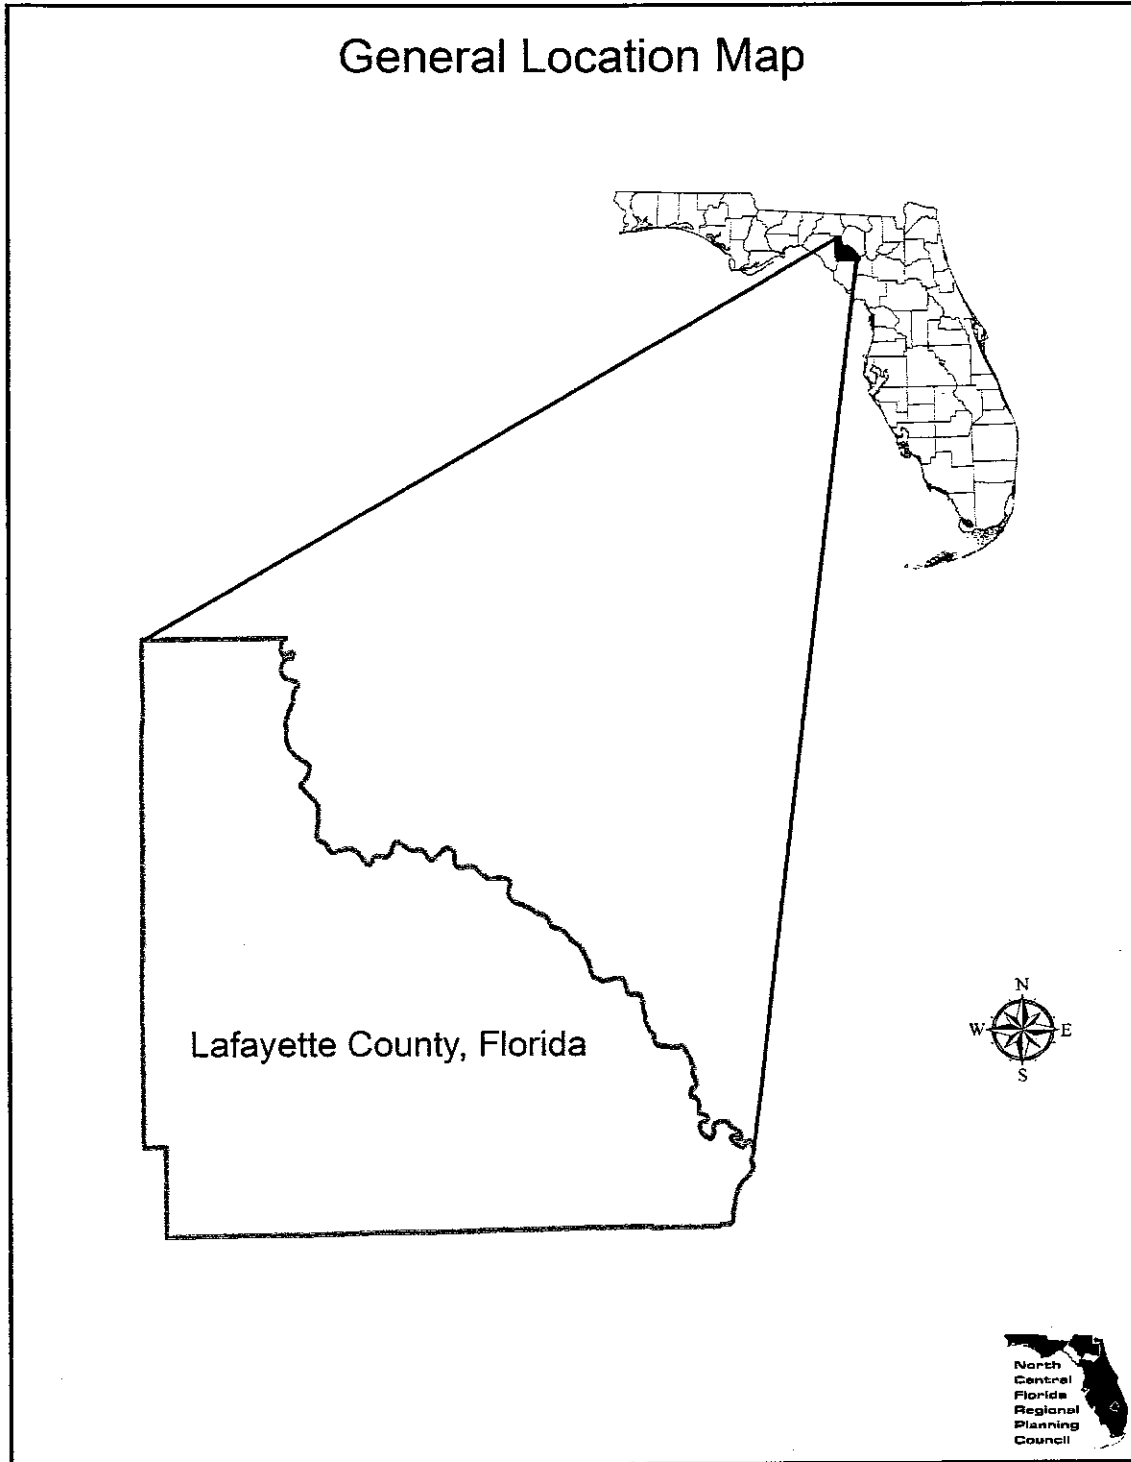 General Location Map
Lafayette County, Florida
N
W E
S
North
Central
Florida
Regional
Planning
Council